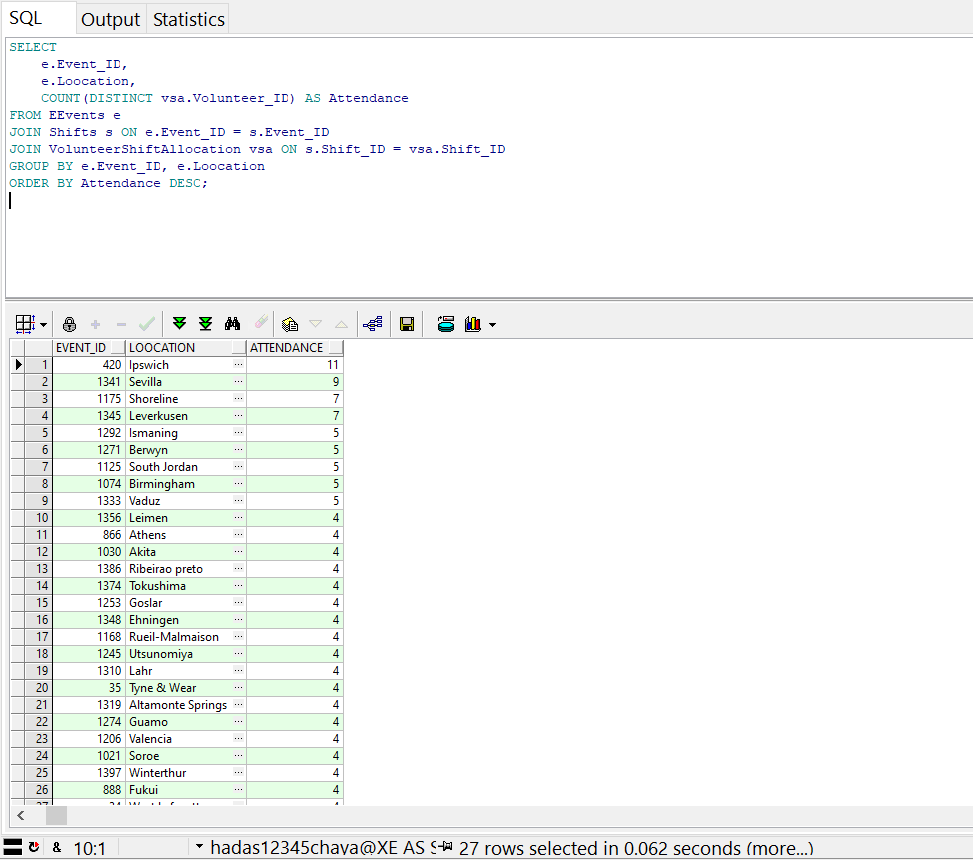 SQL Output Statistics
SELECT
e.Event_ID,
e.Loocation,
COUNT(DISTINCT vsa.Volunteer_ID) AS Attendance
FROM EEvents e
JOIN Shifts s ON e.Event_ID = s.Event_ID
JOIN VolunteerShiftAllocation vsa ON s.Shift_ID = vsa.Shift_ID
GROUP BY e.Event_ID, e.Loocation
ORDER BY Attendance DESC;
EVENT_ID LOOCATION ATTENDANCE
1 420 Ipswich ... 11
2 1341 Sevilla ... 9
3 1175 Shoreline ... 7
4 1345 Leverkusen ... 7
5 1292 Ismaning ... 5
6 1271 Berwyn ... 5
7 1125 South Jordan ... 5
8 1074 Birmingham ... 5
9 1333 Vaduz ... 5
10 1356 Leimen ... 4
11 866 Athens ... 4
12 1030 Akita ... 4
13 1386 Ribeirao preto ... 4
14 1374 Tokushima ... 4
15 1253 Goslar ... 4
16 1348 Ehningen ... 4
17 1168 Rueil-Malmaison ... 4
18 1245 Utsunomiya ... 4
19 1310 Lahr ... 4
20 35 Tyne & Wear ... 4
21 1319 Altamonte Springs ... 4
22 1274 Guamo ... 4
23 1206 Valencia ... 4
24 1021 Soroe ... 4
25 1397 Winterthur ... 4
26 888 Fukui ... 4
& 10:1 hadas12345chaya@XE AS 27 rows selected in 0.062 seconds (more...)